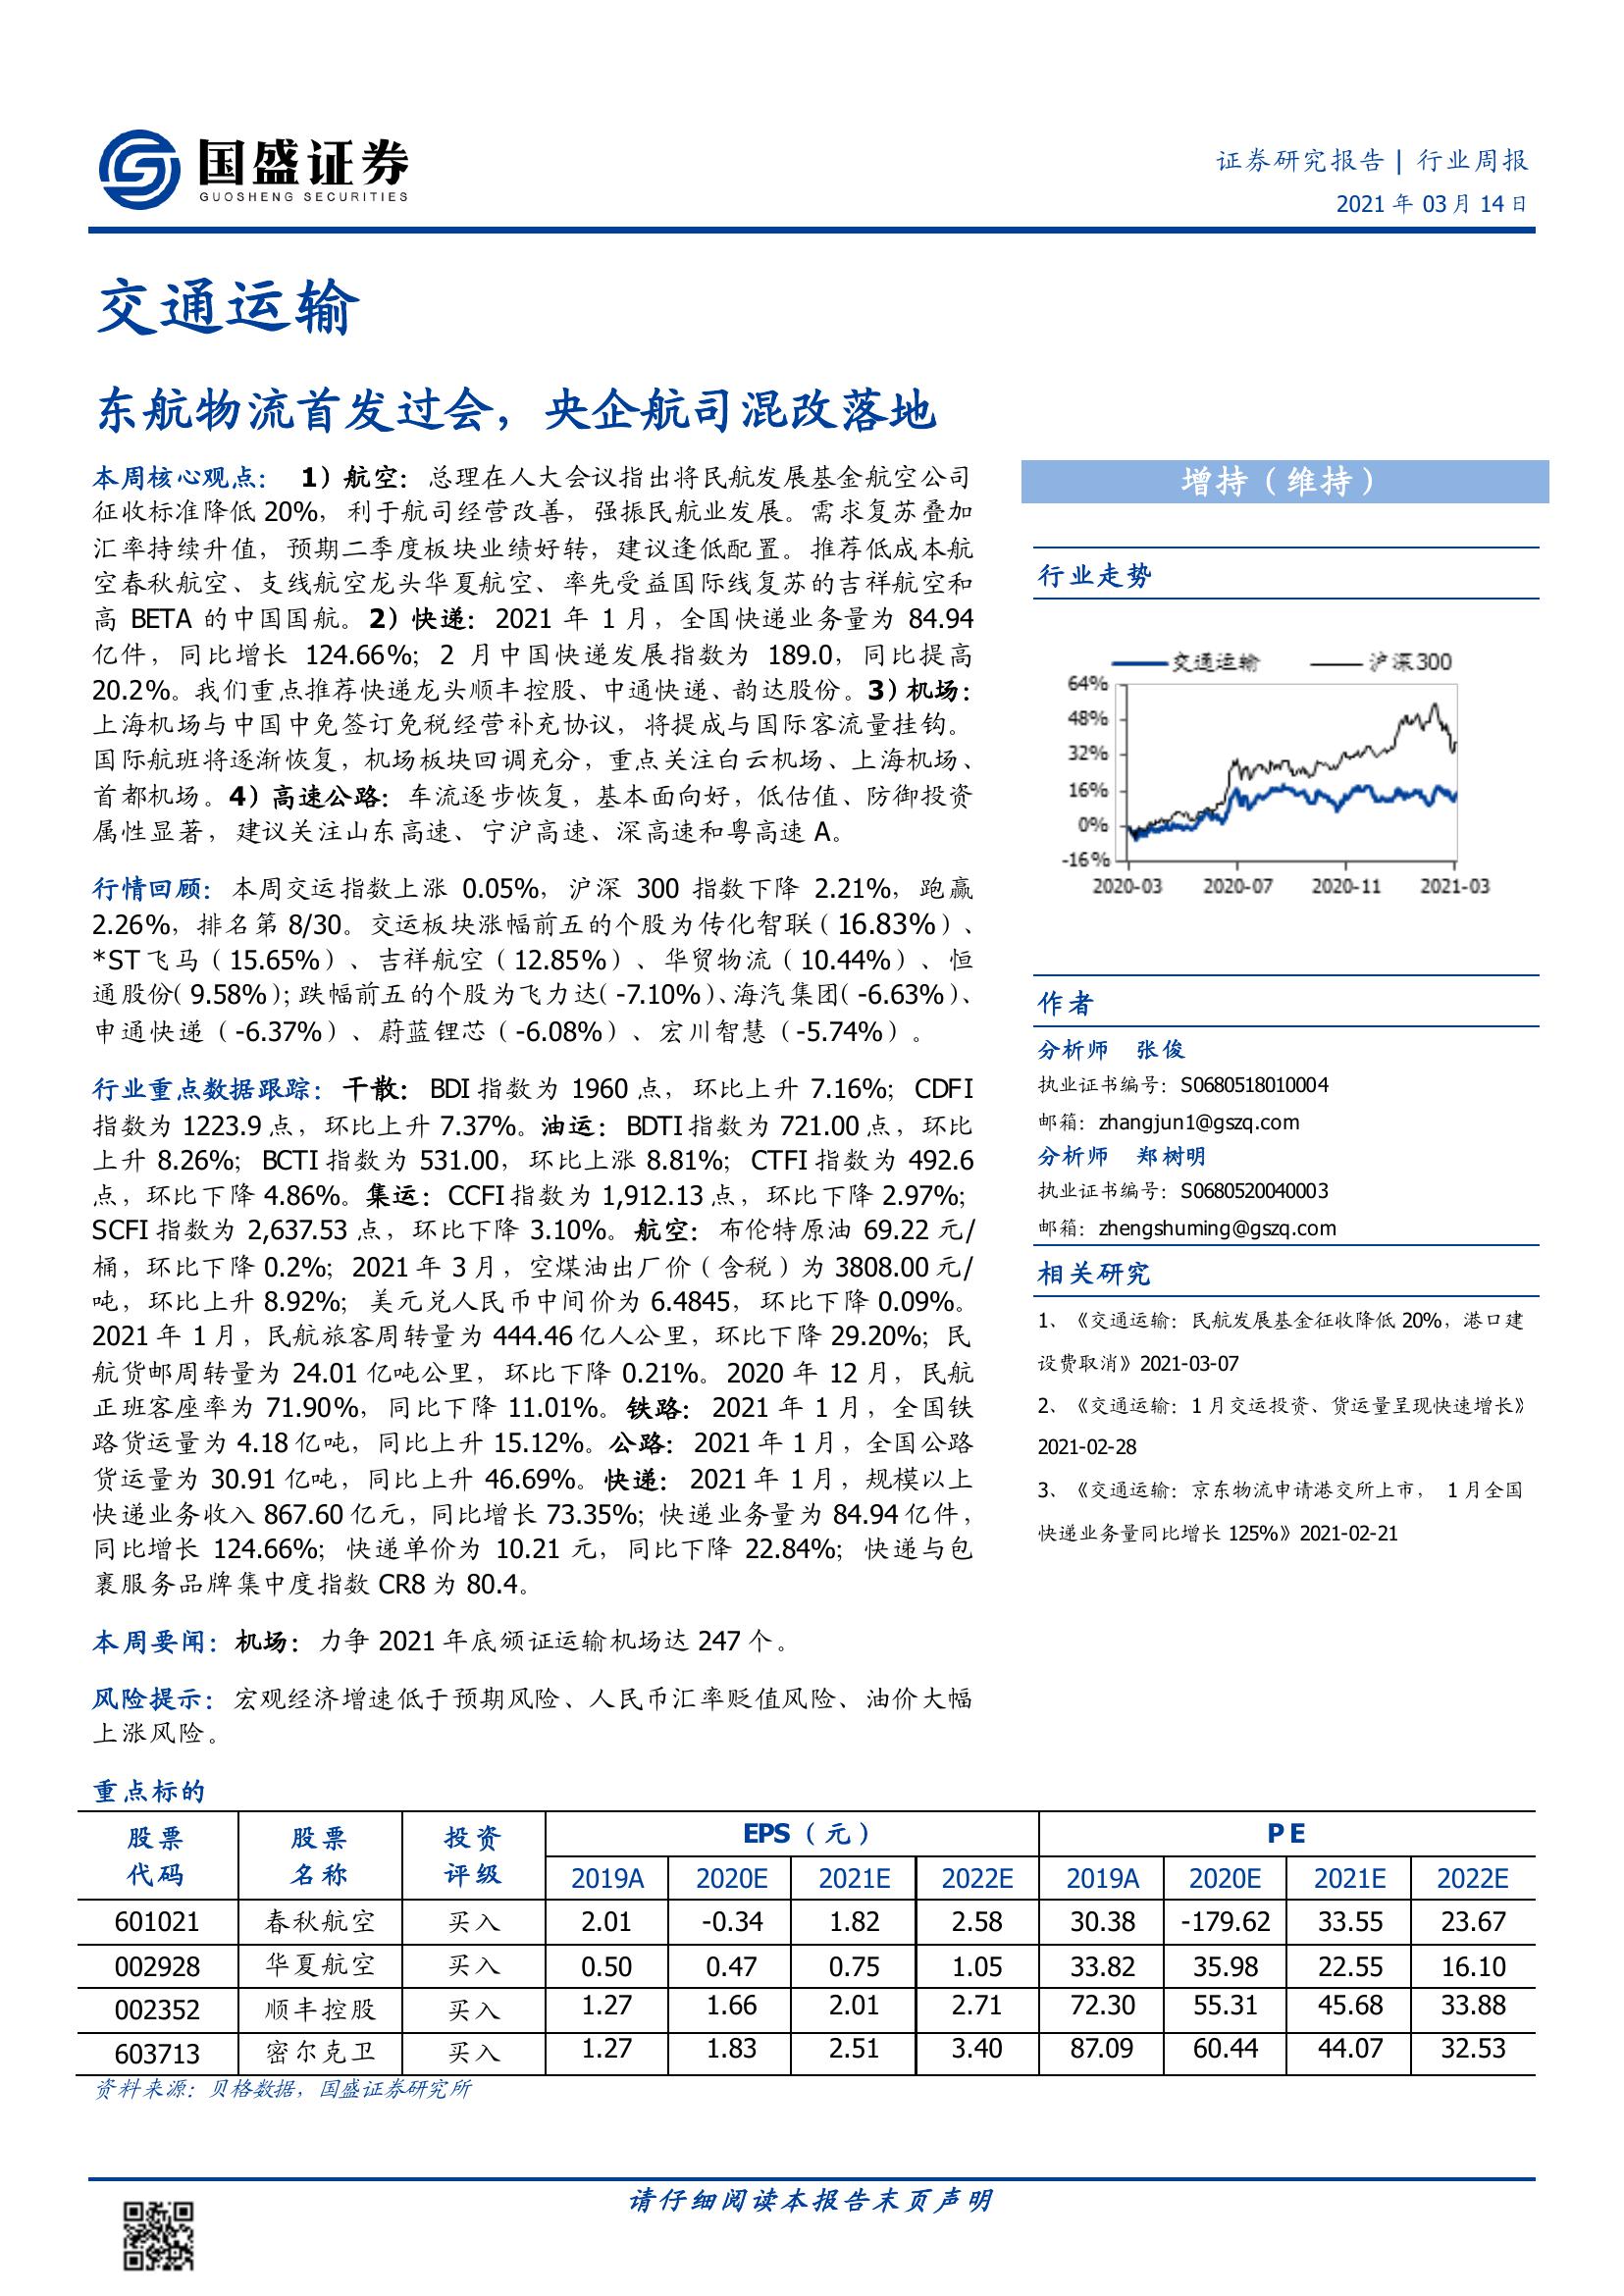 国盛证券
GUOSHENG SECURITIES
证券研究报告 | 行业周报
2021 年 03 月 14 日
交通运输
东航物流首发过会，央企航司混改落地
本周核心观点： 1）航空：总理在人大会议指出将民航发展基金航空公司
征收标准降低 20%，利于航司经营改善，强振民航业发展。需求复苏叠加
汇率持续升值，预期二季度板块业绩好转，建议逢低配置。推荐低成本航
空春秋航空、支线航空龙头华夏航空、率先受益国际线复苏的吉祥航空和
高 BETA 的中国国航。2）快递：2021 年 1 月，全国快递业务量为 84.94
亿件，同比增长 124.66%；2 月中国快递发展指数为 189.0，同比提高
20.2%。我们重点推荐快递龙头顺丰控股、中通快递、韵达股份。3）机场：
上海机场与中国中免签订免税经营补充协议，将提成与国际客流量挂钩。
国际航班将逐渐恢复，机场板块回调充分，重点关注白云机场、上海机场、
首都机场。4）高速公路：车流逐步恢复，基本面向好，低估值、防御投资
属性显著，建议关注山东高速、宁沪高速、深高速和粤高速 A。
行情回顾：本周交运指数上涨 0.05%，沪深 300 指数下降 2.21%，跑赢
2.26%，排名第 8/30。交运板块涨幅前五的个股为传化智联（16.83%）、
*ST 飞马（15.65%）、吉祥航空（12.85%）、华贸物流（10.44%）、恒
通股份（9.58%）；跌幅前五的个股为飞力达（-7.10%）、海汽集团（-6.63%）、
申通快递（-6.37%）、蔚蓝锂芯（-6.08%）、宏川智慧（-5.74%）。
行业重点数据跟踪：干散：BDI 指数为 1960 点，环比上升 7.16%；CDFI
指数为 1223.9 点，环比上升 7.37%。油运：BDTI 指数为 721.00 点，环比
上升 8.26%；BCTI 指数为 531.00，环比上涨 8.81%；CTFI 指数为 492.6
点，环比下降 4.86%。集运：CCFI 指数为 1,912.13 点，环比下降 2.97%；
SCFI 指数为 2,637.53 点，环比下降 3.10%。航空：布伦特原油 69.22 元/
桶，环比下降 0.2%；2021 年 3 月，空煤油出厂价（含税）为 3808.00 元/
吨，环比上升 8.92%；美元兑人民币中间价为 6.4845，环比下降 0.09%。
2021 年 1 月，民航旅客周转量为 444.46 亿人公里，环比下降 29.20%；民
航货邮周转量为 24.01 亿吨公里，环比下降 0.21%。2020 年 12 月，民航
正班客座率为 71.90%，同比下降 11.01%。铁路：2021 年 1 月，全国铁
路货运量为 4.18 亿吨，同比上升 15.12%。公路：2021 年 1 月，全国公路
货运量为 30.91 亿吨，同比上升 46.69%。快递：2021 年 1 月，规模以上
快递业务收入 867.60 亿元，同比增长 73.35%；快递业务量为 84.94 亿件，
同比增长 124.66%；快递单价为 10.21 元，同比下降 22.84%；快递与包
裹服务品牌集中度指数 CR8 为 80.4。
本周要闻：机场：力争 2021 年底颁证运输机场达 247 个。
风险提示：宏观经济增速低于预期风险、人民币汇率贬值风险、油价大幅
上涨风险。
增持（维持）
行业走势
交通运输 沪深300
64%
48%
32%
16%
0%
-16%
2020-03 2020-07 2020-11 2021-03
作者
分析师 张俊
执业证书编号：S0680518010004
邮箱：zhangjun1@gszq.com
分析师 郑树明
执业证书编号：S0680520040003
邮箱：zhengshuming@gszq.com
相关研究
1、《交通运输：民航发展基金征收降低 20%，港口建
设费取消》2021-03-07
2、《交通运输：1 月交运投资、货运量呈现快速增长》
2021-02-28
3、《交通运输：京东物流申请港交所上市， 1 月全国
快递业务量同比增长 125%》2021-02-21
重点标的
股票 股票 投资 EPS（元） P E
代码 名称 评级 2019A 2020E 2021E 2022E 2019A 2020E 2021E 2022E
601021 春秋航空 买入 2.01 -0.34 1.82 2.58 30.38 -179.62 33.55 23.67
002928 华夏航空 买入 0.50 0.47 0.75 1.05 33.82 35.98 22.55 16.10
002352 顺丰控股 买入 1.27 1.66 2.01 2.71 72.30 55.31 45.68 33.88
603713 密尔克卫 买入 1.27 1.83 2.51 3.40 87.09 60.44 44.07 32.53
资料来源：贝格数据，国盛证券研究所
请仔细阅读本报告末页声明